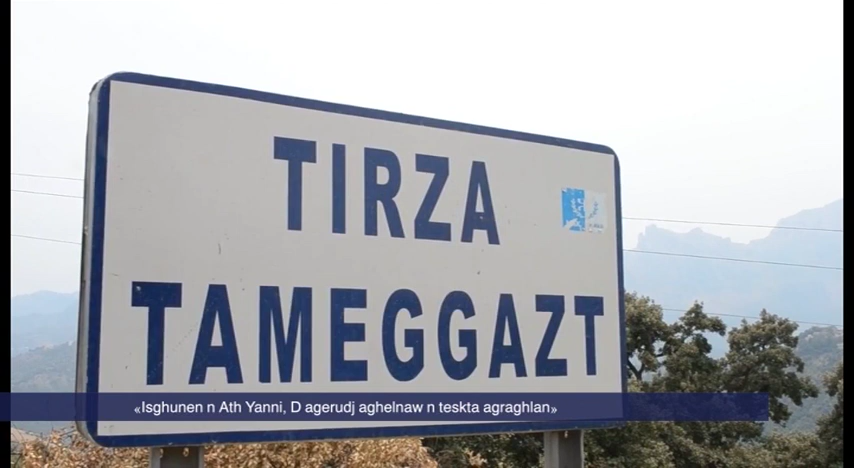 TIRZA
TAMEGGAZT
«Isghunen n Ath Yanni, D agerudj aghelnaw n teskta agraghlan»